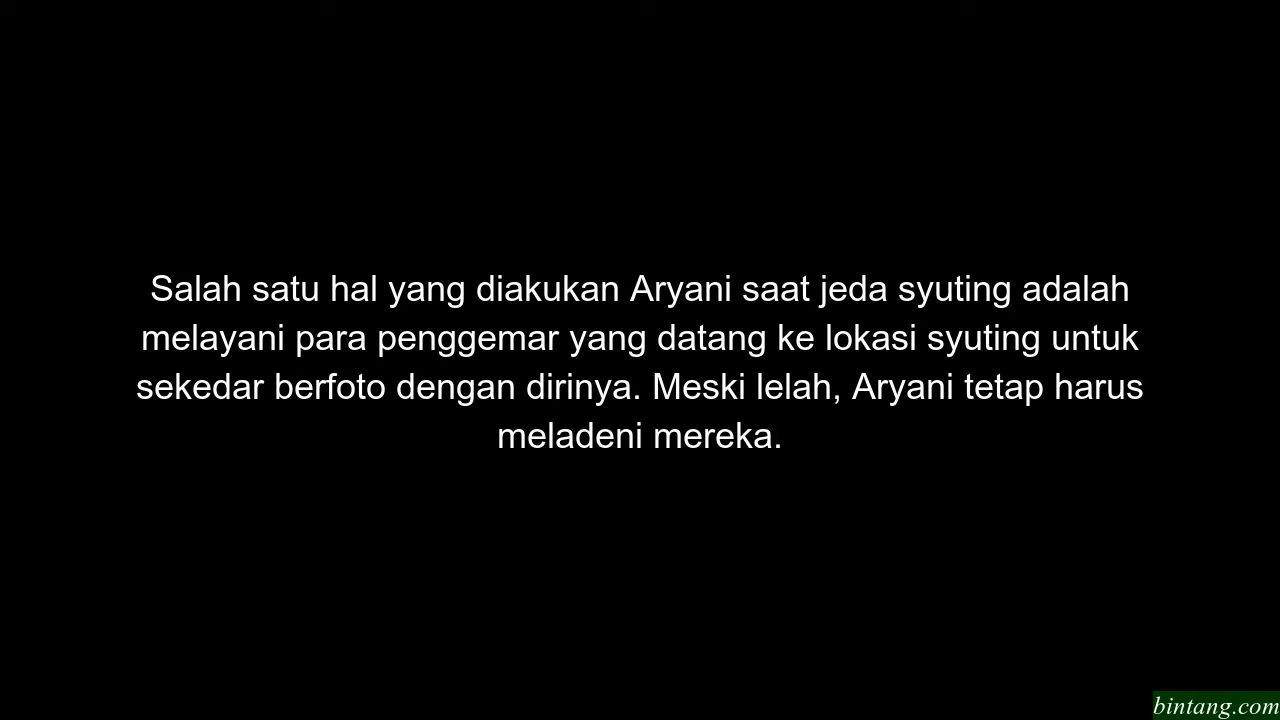 Salah satu hal yang diakukan Aryani saat jeda syuting adalah
melayani para penggemar yang datang ke lokasi syuting untuk
sekedar berfoto dengan dirinya. Meski lelah, Aryani tetap harus
meladeni mereka.
bintang.com